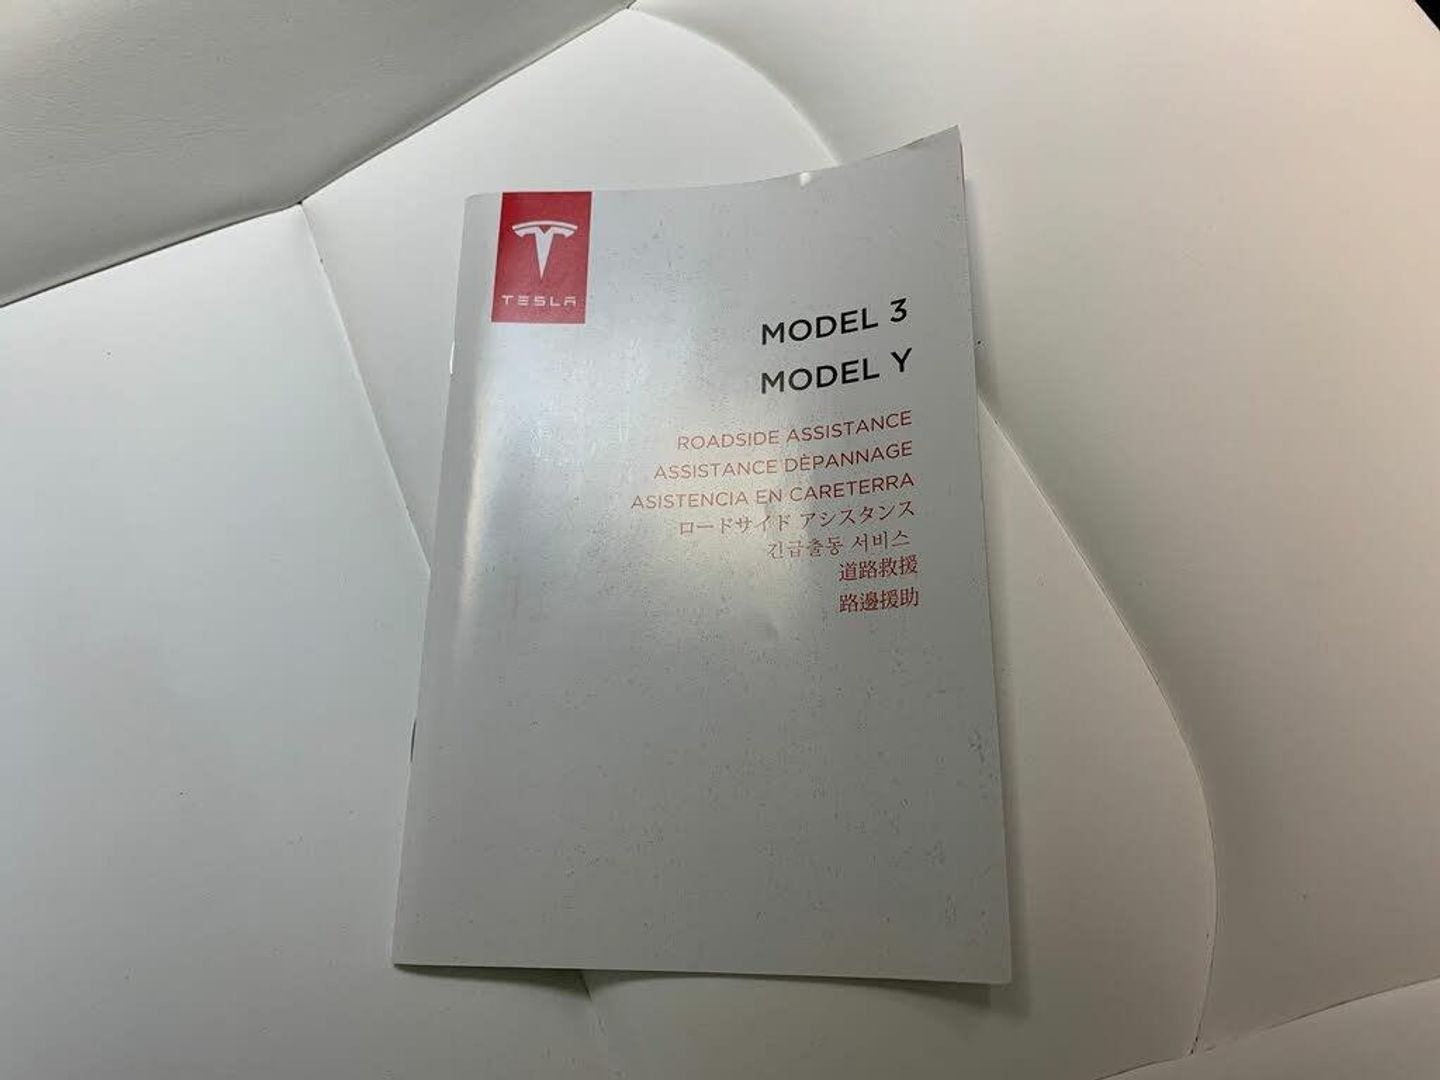 TESLA
MODEL 3
MODEL Y
ROADSIDE ASSISTANCE
ASSISTANCE DÈPANNAGE
ASISTENCIA EN CARETERRA
ロードサイド アシスタンス
긴급출동 서비스
道路救援
路邊援助